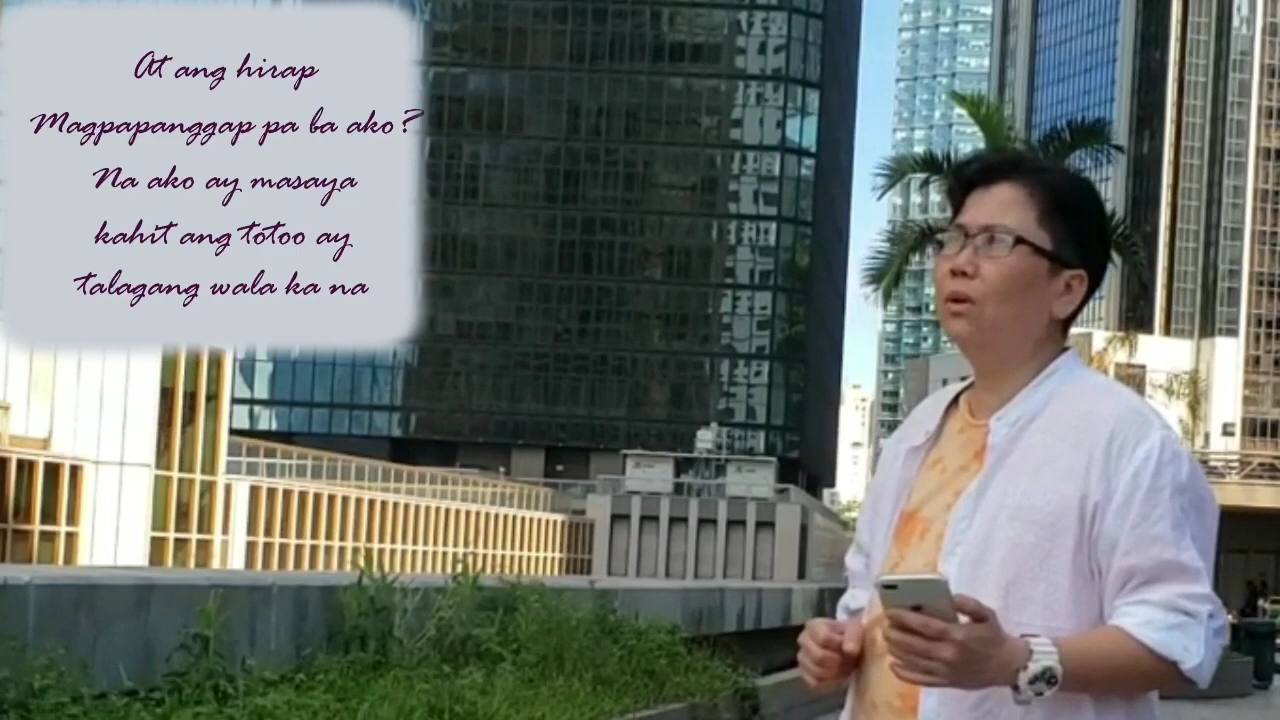 At ang hirap
Magpapanggap pa ba ako?
Na ako ay masaya
kahit ang totoo ay
talagang wala ka na